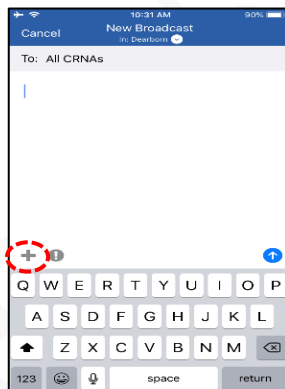 10:31 AM 90%
Cancel New Broadcast
In: Dearborn
To: All CRNAs
Q W E R T Y U I O P
A S D F G H J K L
Z X C V B N M
123 space return